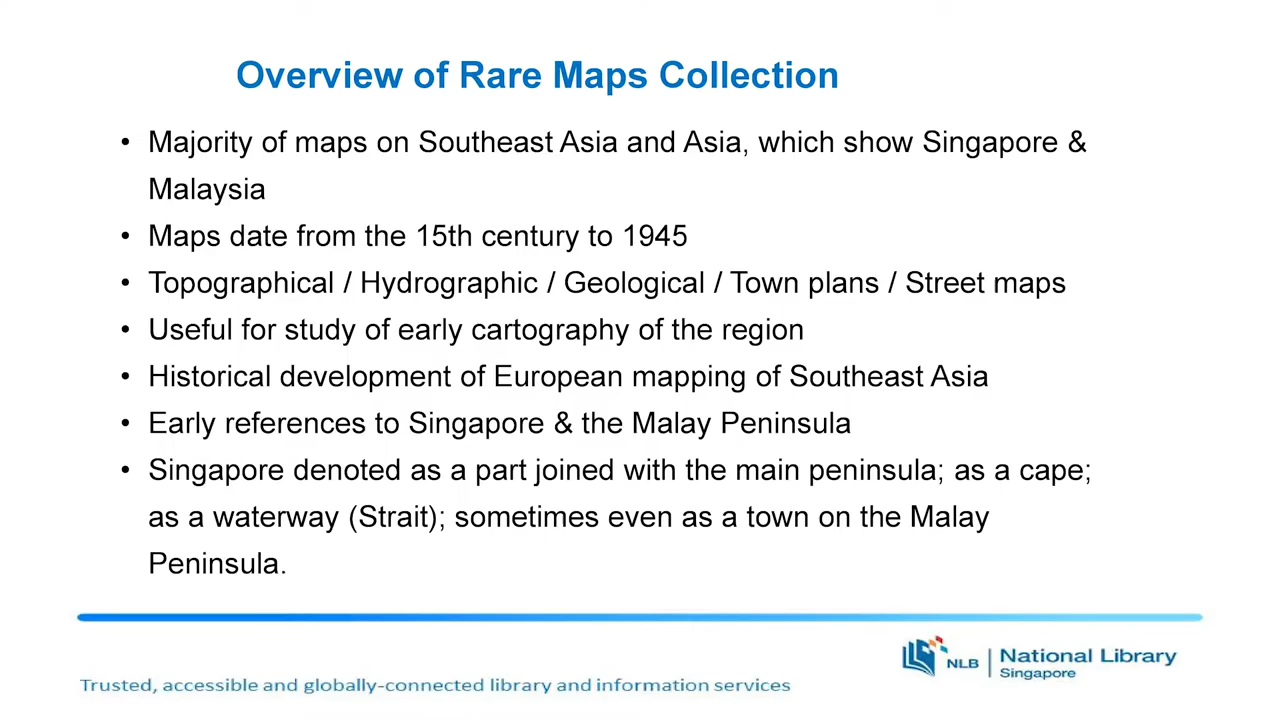 Overview of Rare Maps Collection
• Majority of maps on Southeast Asia and Asia, which show Singapore &
Malaysia
• Maps date from the 15th century to 1945
• Topographical / Hydrographic / Geological / Town plans / Street maps
• Useful for study of early cartography of the region
• Historical development of European mapping of Southeast Asia
• Early references to Singapore & the Malay Peninsula
• Singapore denoted as a part joined with the main peninsula; as a cape;
as a waterway (Strait); sometimes even as a town on the Malay
Peninsula.
NLB | National Library
Singapore
Trusted, accessible and globally-connected library and information services